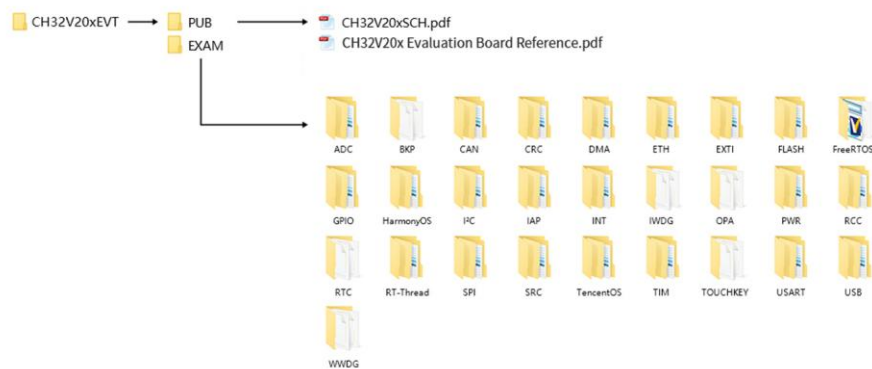 CH32V20xEVT PUB CH32V20xSCH.pdf
EXAM CH32V20x Evaluation Board Reference.pdf
ADC BKP CAN CRC DMA ETH EXTI FLASH FreeRTOS
GPIO HarmonyOS I²C IAP INT IWDG OPA PWR RCC
RTC RT-Thread SPI SRC TencentOS TIM TOUCHKEY USART USB
WWDG